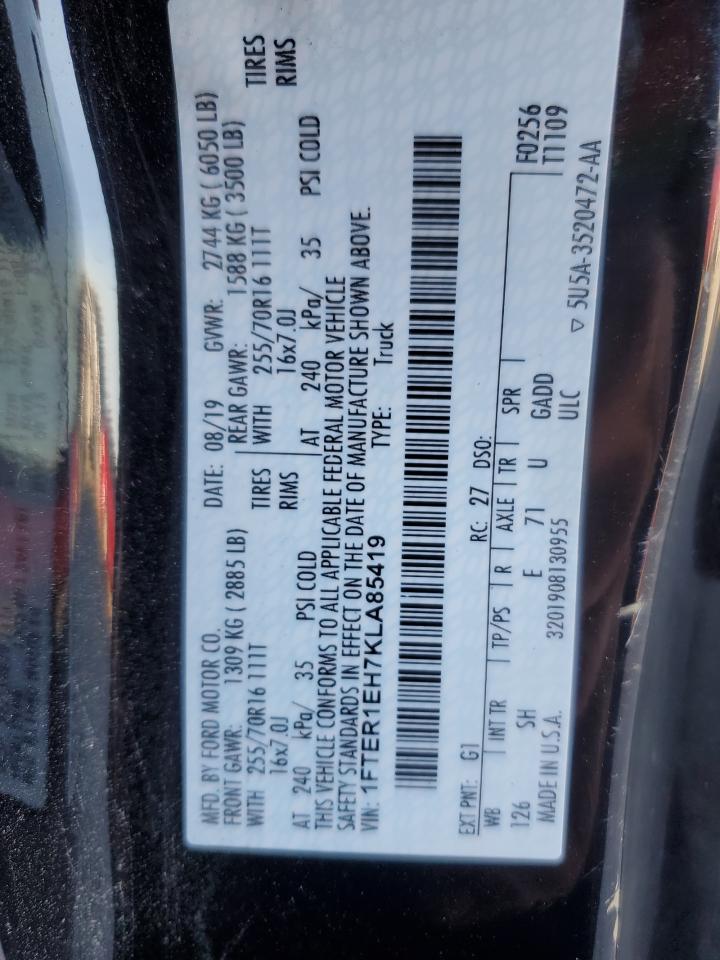 MFD. BY FORD MOTOR CO. DATE: 08/19 GVWR: 2744 KG ( 6050 LB)
FRONT GAWR: 1309 KG ( 2885 LB) REAR GAWR: 1588 KG ( 3500 LB)
WITH 255/70R16 111T TIRES WITH 255/70R16 111T TIRES
16x7.0J RIMS 16x7.0J RIMS
AT 240 kPa/ 35 PSI COLD AT 240 kPa/ 35 PSI COLD
THIS VEHICLE CONFORMS TO ALL APPLICABLE FEDERAL MOTOR VEHICLE
SAFETY STANDARDS IN EFFECT ON THE DATE OF MANUFACTURE SHOWN ABOVE.
VIN: 1FTER1EH7KLA85419 TYPE: Truck
EXT PNT: G1 RC: 27 DSO: F0256
WB INT TR TP/PS R AXLE TR SPR T1109
126 SH E 71 U GADD
MADE IN U.S.A. 3201908130955 ULC ▽ 5U5A-3520472-AA